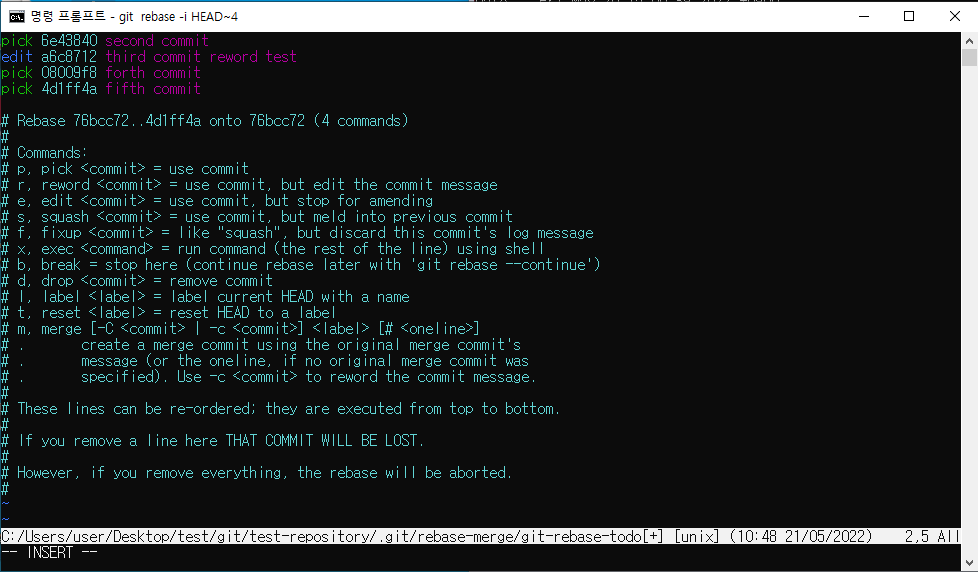 명령 프롬프트 - git  rebase -i HEAD~4
pick 6e43840 second commit
edit a6c8712 third commit reword test
pick 08009f8 forth commit
pick 4d1ff4a fifth commit
# Rebase 76bcc72..4d1ff4a onto 76bcc72 (4 commands)
#
# Commands:
# p, pick <commit> = use commit
# r, reword <commit> = use commit, but edit the commit message
# e, edit <commit> = use commit, but stop for amending
# s, squash <commit> = use commit, but meld into previous commit
# f, fixup <commit> = like "squash", but discard this commit's log message
# x, exec <command> = run command (the rest of the line) using shell
# b, break = stop here (continue rebase later with 'git rebase --continue')
# d, drop <commit> = remove commit
# l, label <label> = label current HEAD with a name
# t, reset <label> = reset HEAD to a label
# m, merge [-C <commit> | -c <commit>] <label> [# <oneline>]
# .       create a merge commit using the original merge commit's
# .       message (or the oneline, if no original merge commit was
# .       specified). Use -c <commit> to reword the commit message.
#
# These lines can be re-ordered; they are executed from top to bottom.
#
# If you remove a line here THAT COMMIT WILL BE LOST.
#
# However, if you remove everything, the rebase will be aborted.
#
~
~
C:/Users/user/Desktop/test/git/test-repository/.git/rebase-merge/git-rebase-todo[+] [unix] (10:48 21/05/2022)    2,5 All
-- INSERT --